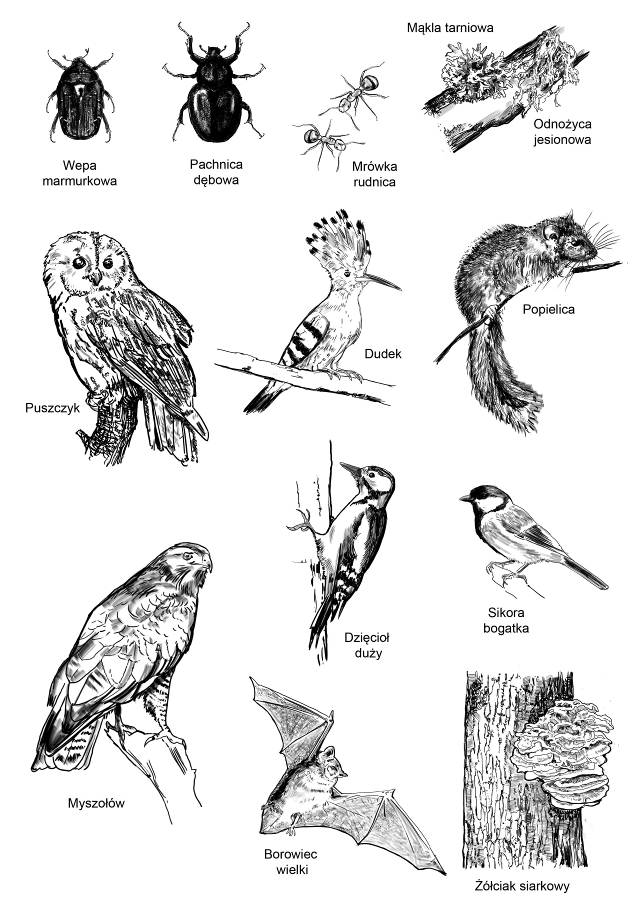 Mąkla tarniowa
Odnożyca
jesionowa
Wepa
marmurkowa
Pachnica
dębowa
Mrówka
rudnica
Popielica
Dudek
Puszczyk
Sikora
bogatka
Dzięcioł
duży
Myszołów
Borowiec
wielki
Żółciak siarkowy